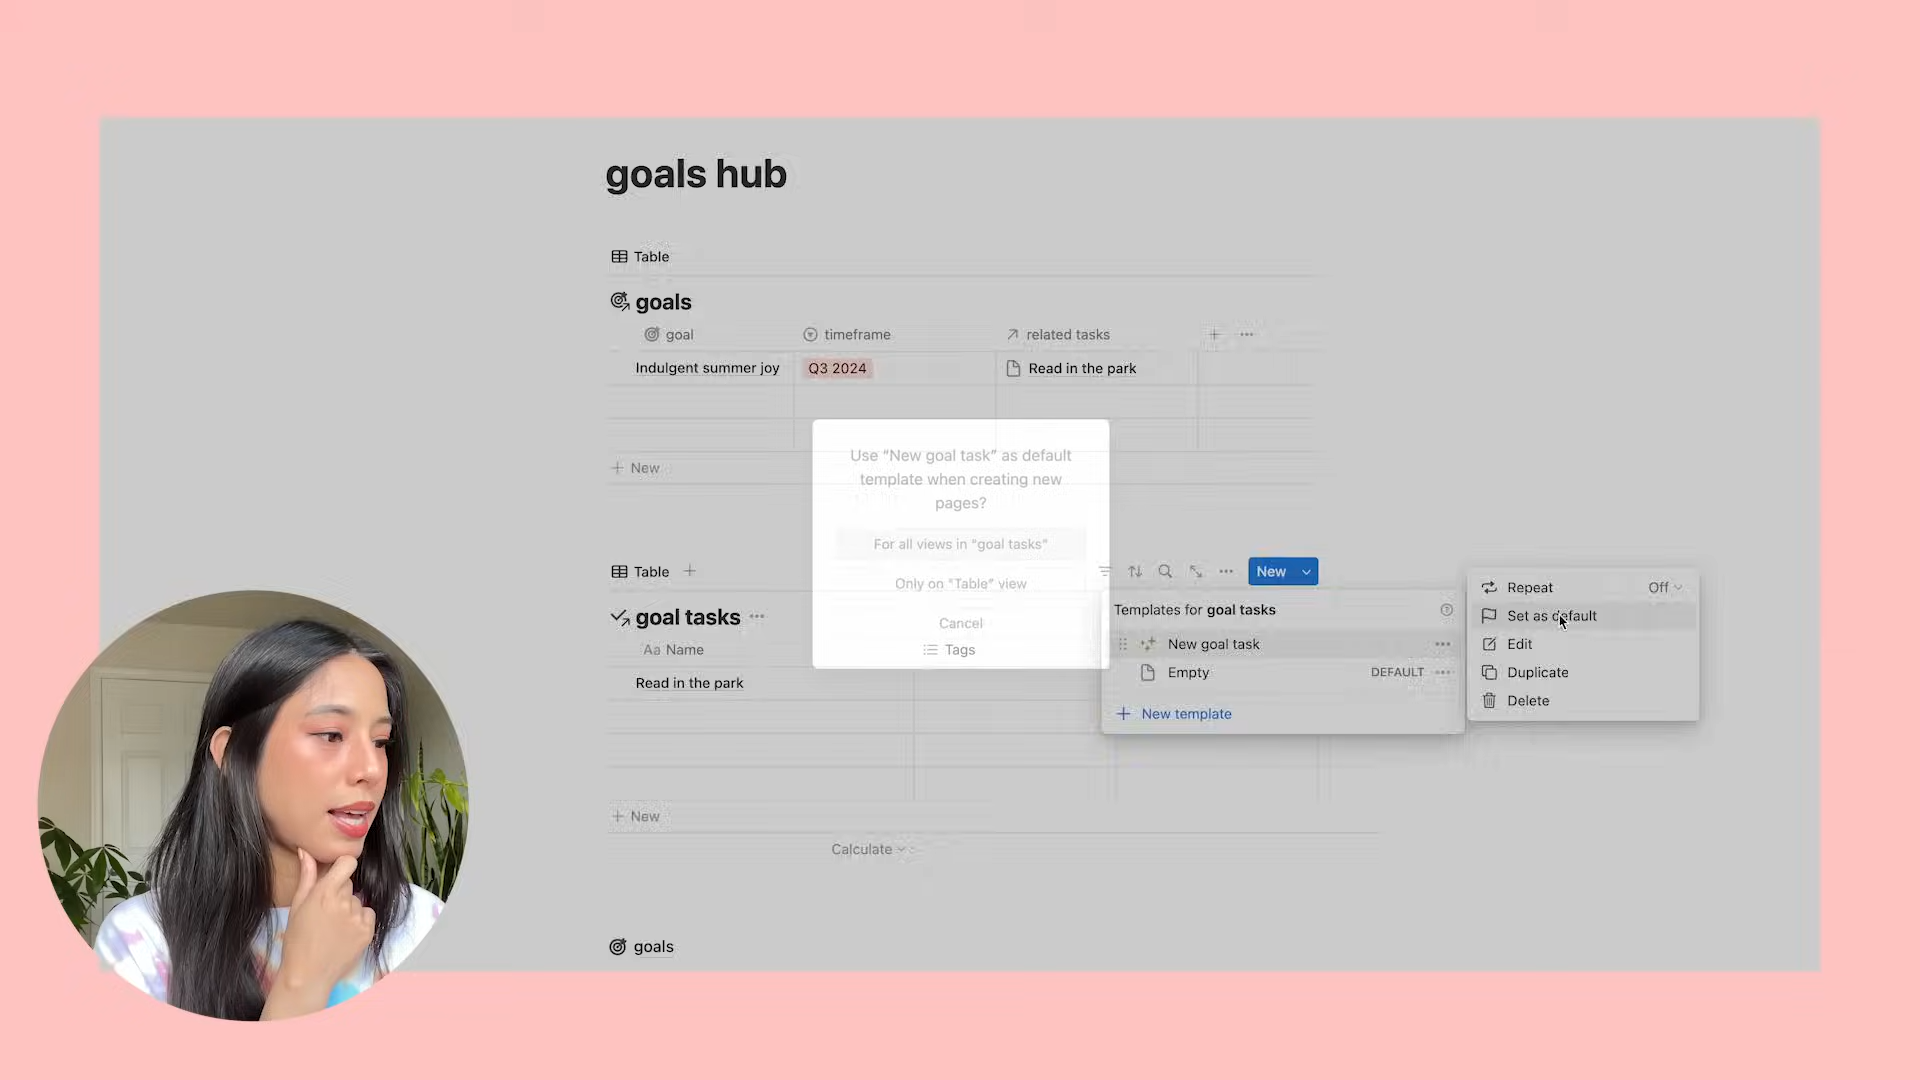 goals hub
Table
goals
goal timeframe related tasks
Indulgent summer joy Q3 2024 Read in the park
New
Use “New goal task” as default
template when creating new
pages?
For all views in “goal tasks”
Only on “Table” view
Cancel
Table
New
goal tasks
Aa Name
Tags
Read in the park
New
Calculate
Templates for goal tasks
New goal task
Empty DEFAULT
New template
Repeat Off
Set as default
Edit
Duplicate
Delete
goals